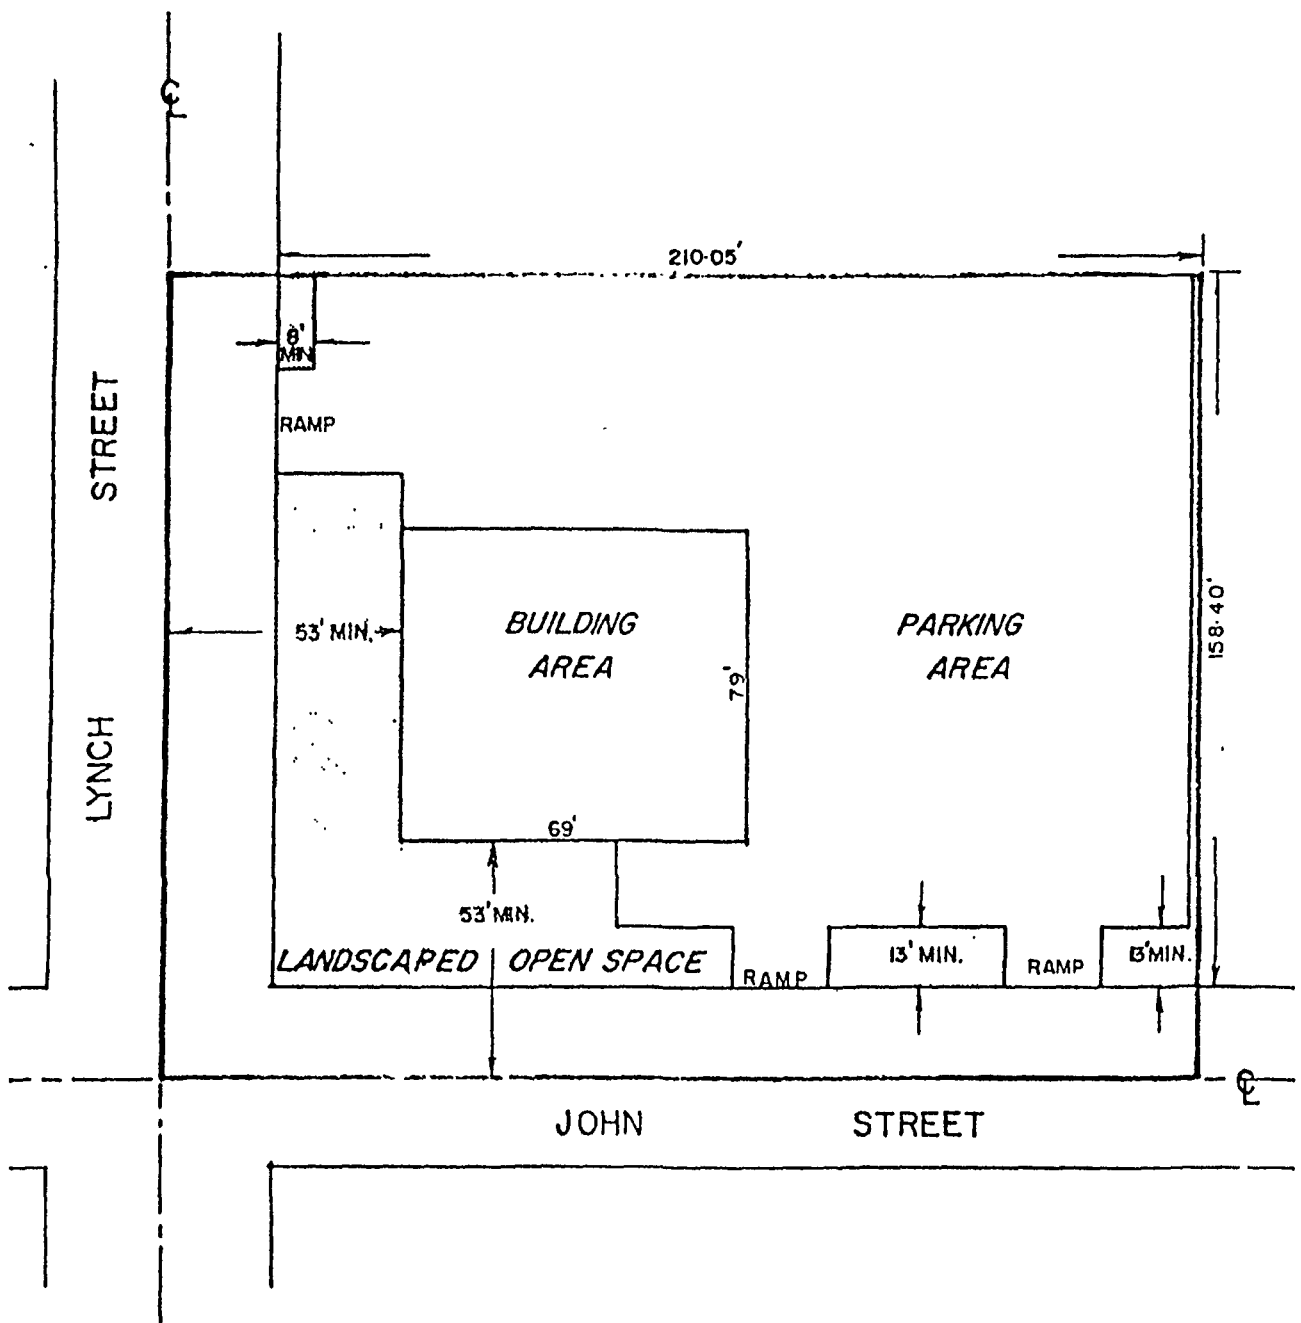 ℄
210.05'
8'
MIN
RAMP
STREET
53' MIN.
BUILDING
AREA
PARKING
AREA
79'
158.40'
LYNCH
69'
53' MIN.
LANDSCAPED OPEN SPACE
RAMP
13' MIN.
RAMP
13' MIN.
℄
JOHN STREET